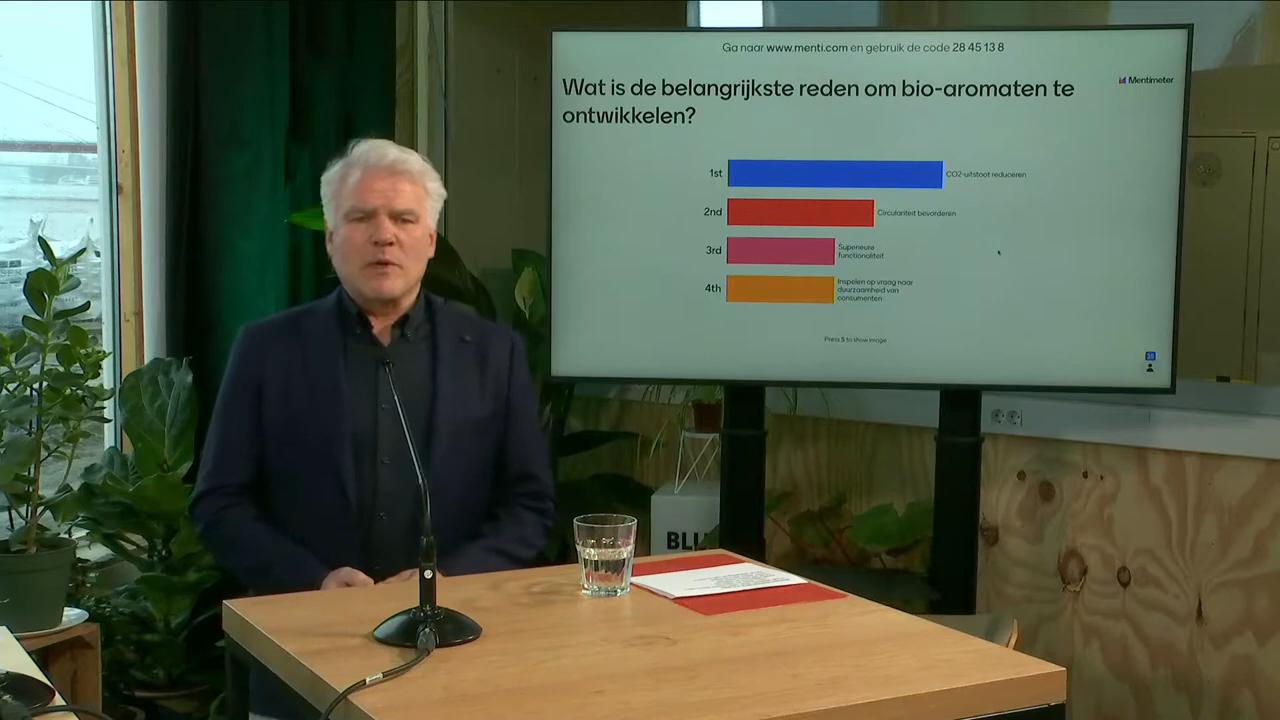 Ga naar www.menti.com en gebruik de code 28 45 13 8
Mentimeter
Wat is de belangrijkste reden om bio-aromaten te
ontwikkelen?
1st
CO2-uitstoot reduceren
2nd
Circulariteit bevorderen
3rd
Superieure
functionaliteit
4th
Inspelen op vraag naar
duurzaamheid van
consumenten
Press S to show image